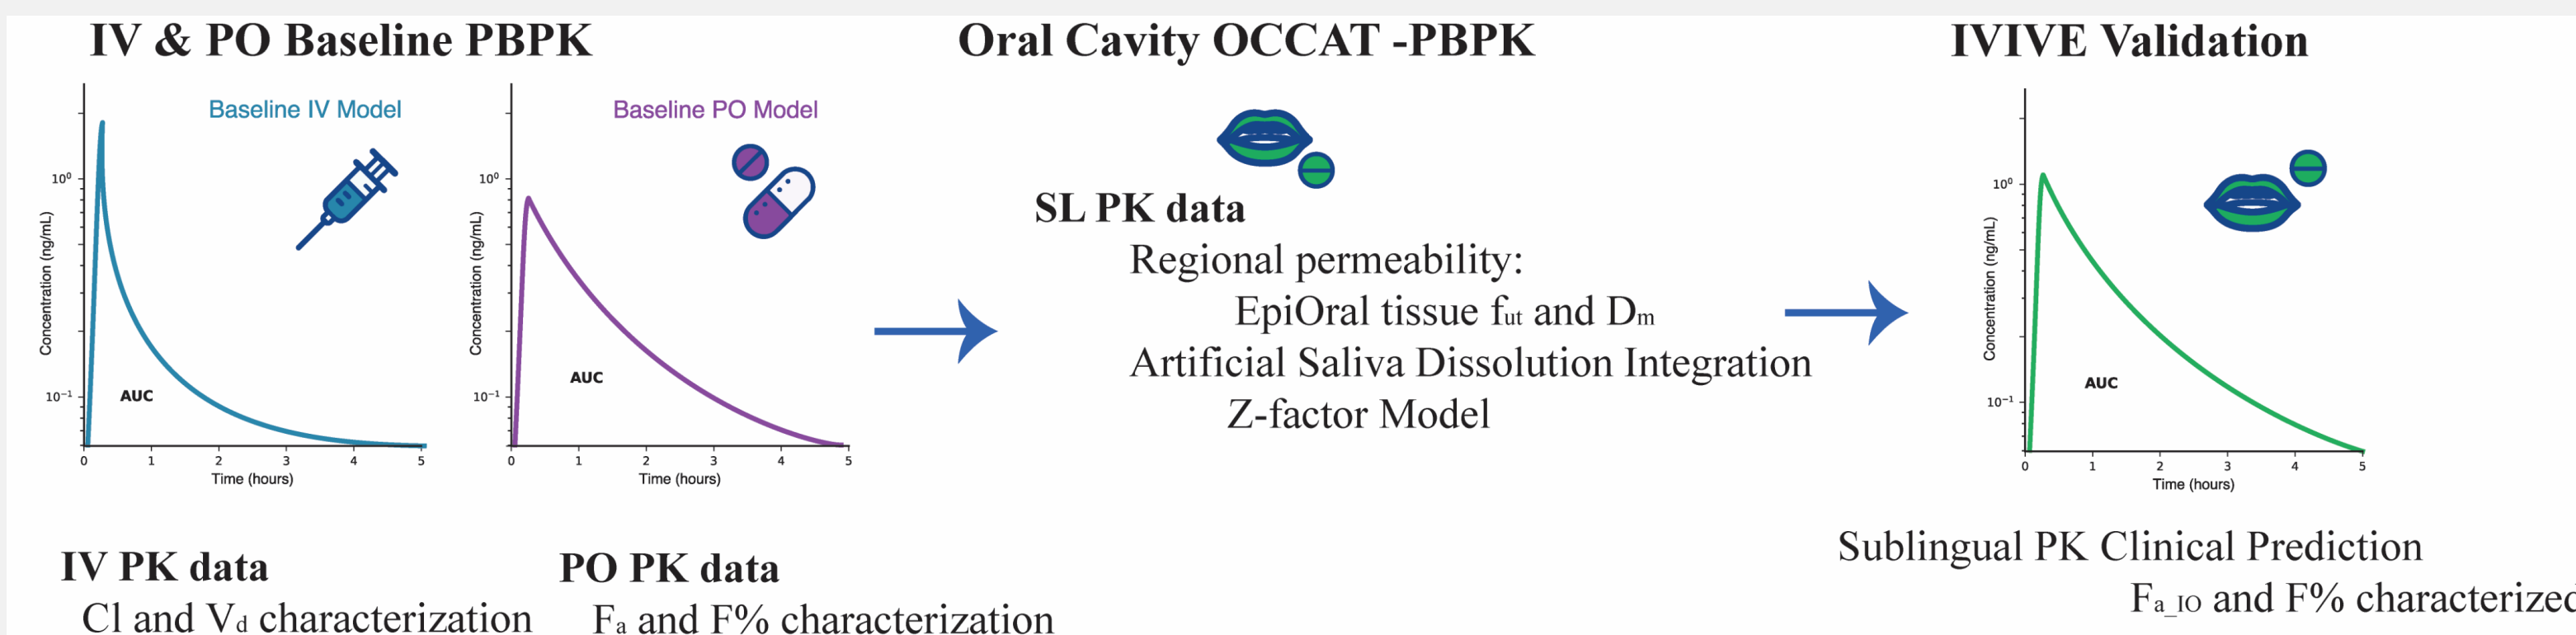 IV & PO Baseline PBPK
Oral Cavity OCCAT -PBPK
IVIVE Validation
Baseline IV Model
Concentration (ng/mL)
10⁰
10⁻¹
AUC
0 1 2 3 4 5
Time (hours)
Baseline PO Model
Concentration (ng/mL)
10⁰
10⁻¹
AUC
0 1 2 3 4 5
Time (hours)
IV PK data
Cl and Vd characterization
PO PK data
Fa and F% characterization
SL PK data
Regional permeability:
EpiOral tissue fut and Dm
Artificial Saliva Dissolution Integration
Z-factor Model
Concentration (ng/mL)
10⁰
10⁻¹
AUC
0 1 2 3 4 5
Time (hours)
Sublingual PK Clinical Prediction
Fa_IO and F% characterized